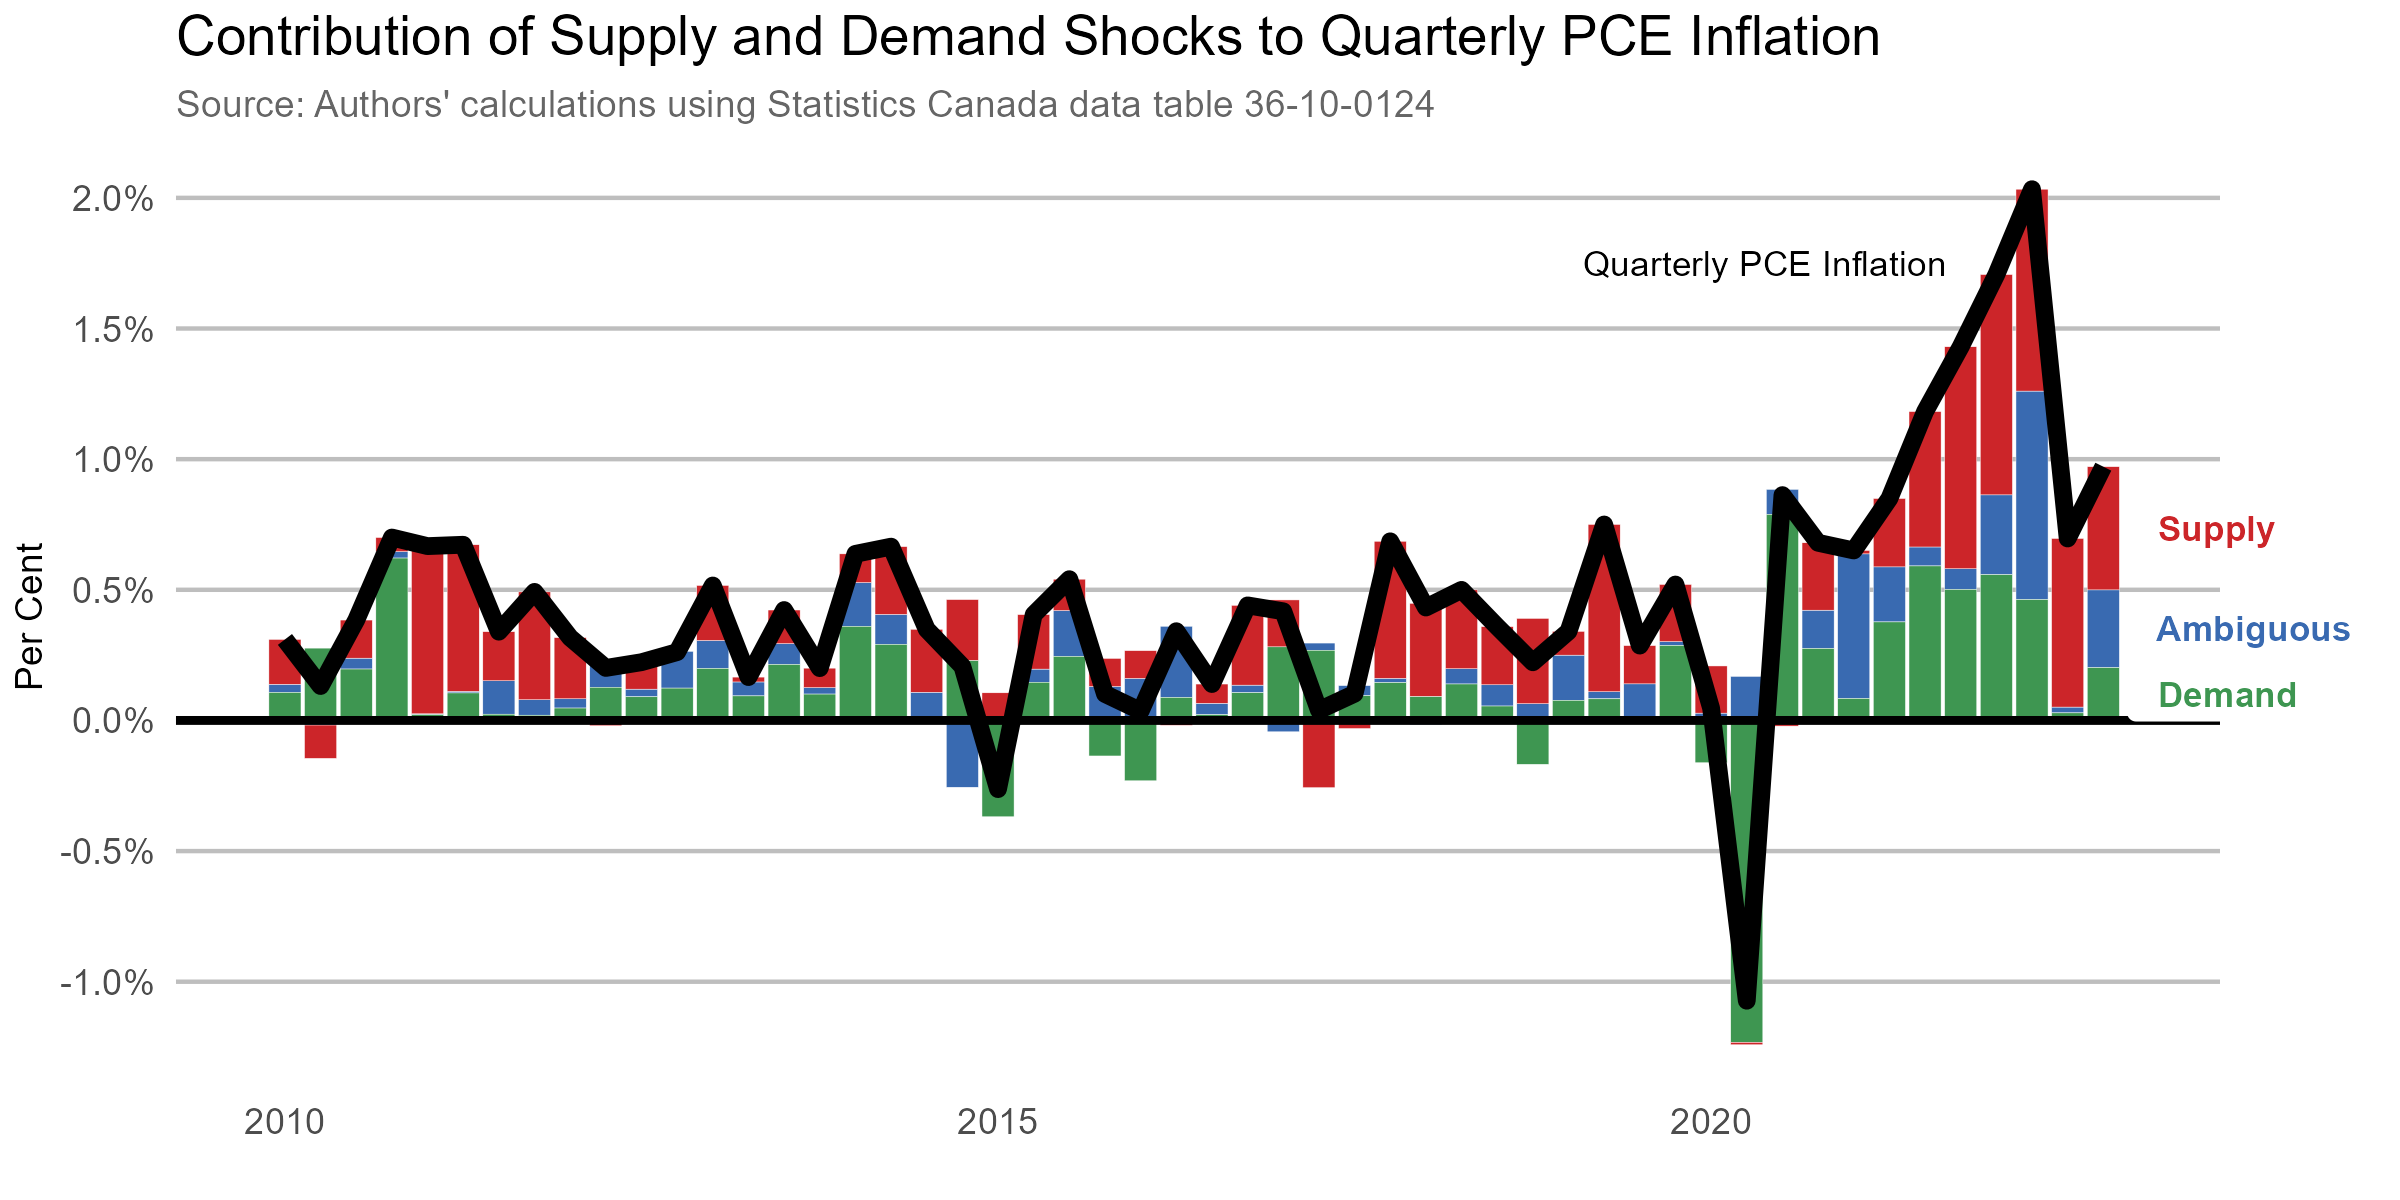 Contribution of Supply and Demand Shocks to Quarterly PCE Inflation
Source: Authors' calculations using Statistics Canada data table 36-10-0124
2.0%
Quarterly PCE Inflation
1.5%
1.0%
Supply
0.5%
Ambiguous
Per Cent
Demand
0.0%
-0.5%
-1.0%
2010
2015
2020